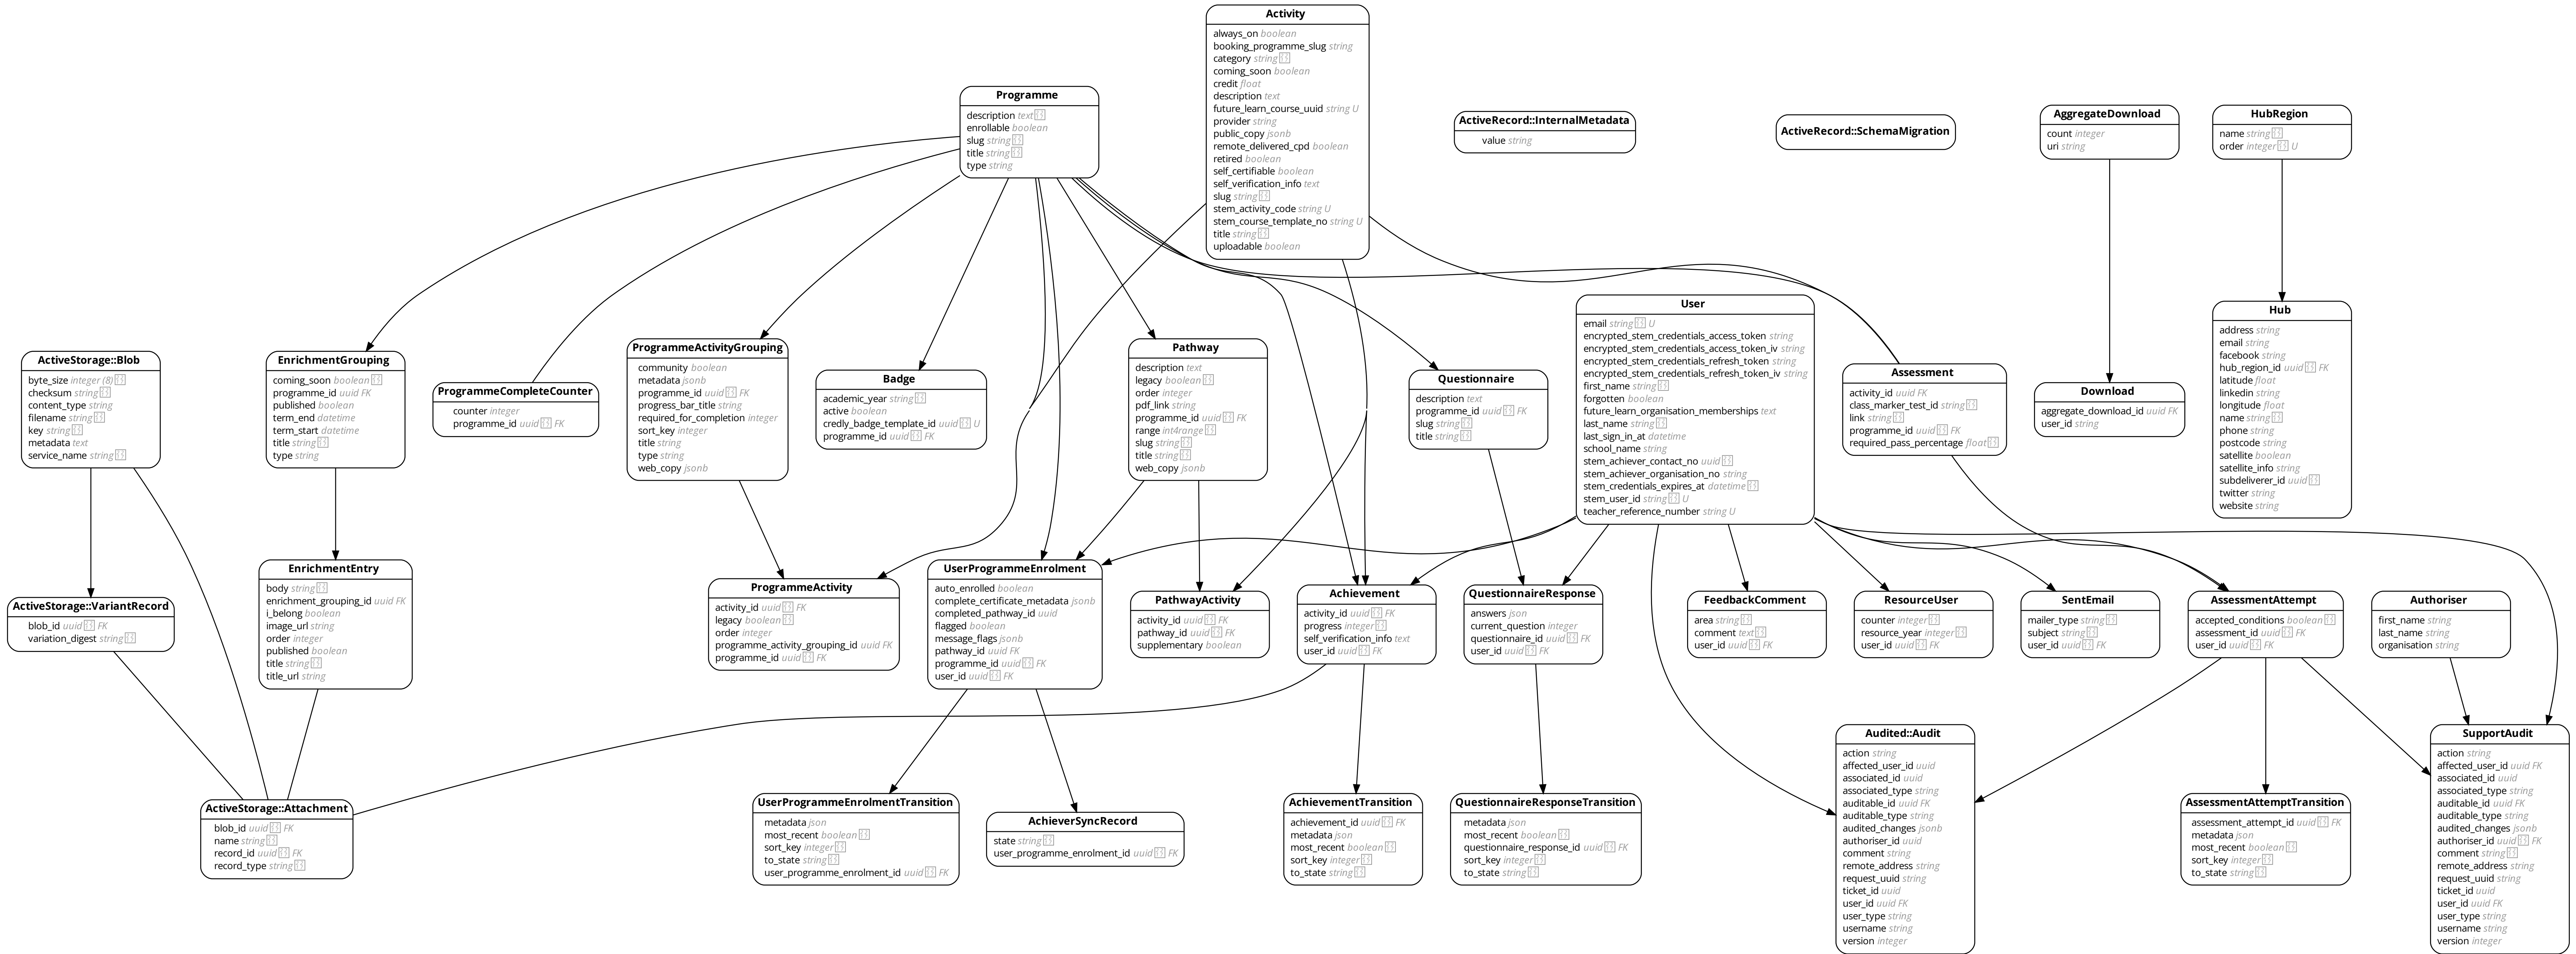 Activity
always_on boolean
booking_programme_slug string
category string
coming_soon boolean
credit float
description text
future_learn_course_uuid string U
provider string
public_copy jsonb
remote_delivered_cpd boolean
retired boolean
self_certifiable boolean
self_verification_info text
slug string
stem_activity_code string U
stem_course_template_no string U
title string
uploadable boolean
Programme
description text
enrollable boolean
slug string
title string
type string
ActiveRecord::InternalMetadata
value string
ActiveRecord::SchemaMigration
AggregateDownload
count integer
uri string
HubRegion
name string
order integer U
ActiveStorage::Blob
byte_size integer (8)
checksum string
content_type string
filename string
key string
metadata text
service_name string
EnrichmentGrouping
coming_soon boolean
programme_id uuid FK
published boolean
term_end datetime
term_start datetime
title string
type string
ProgrammeCompleteCounter
counter integer
programme_id uuid FK
ProgrammeActivityGrouping
community boolean
metadata jsonb
programme_id uuid FK
progress_bar_title string
required_for_completion integer
sort_key integer
title string
type string
web_copy jsonb
Badge
academic_year string
active boolean
credly_badge_template_id uuid U
programme_id uuid FK
Pathway
description text
legacy boolean
order integer
pdf_link string
programme_id uuid FK
range int4range
slug string
title string
web_copy jsonb
Questionnaire
description text
programme_id uuid FK
slug string
title string
User
email string U
encrypted_stem_credentials_access_token string
encrypted_stem_credentials_access_token_iv string
encrypted_stem_credentials_refresh_token string
encrypted_stem_credentials_refresh_token_iv string
first_name string
forgotten boolean
future_learn_organisation_memberships text
last_name string
last_sign_in_at datetime
school_name string
stem_achiever_contact_no uuid
stem_achiever_organisation_no string
stem_credentials_expires_at datetime
stem_user_id string U
teacher_reference_number string U
Assessment
activity_id uuid FK
class_marker_test_id string
link string
programme_id uuid FK
required_pass_percentage float
Download
aggregate_download_id uuid FK
user_id string
Hub
address string
email string
facebook string
hub_region_id uuid FK
latitude float
linkedin string
longitude float
name string
phone string
postcode string
satellite boolean
satellite_info string
subdeliverer_id uuid
twitter string
website string
ActiveStorage::VariantRecord
blob_id uuid FK
variation_digest string
EnrichmentEntry
body string
enrichment_grouping_id uuid FK
i_belong boolean
image_url string
order integer
published boolean
title string
title_url string
ProgrammeActivity
activity_id uuid FK
legacy boolean
order integer
programme_activity_grouping_id uuid FK
programme_id uuid FK
UserProgrammeEnrolment
auto_enrolled boolean
complete_certificate_metadata jsonb
completed_pathway_id uuid
flagged boolean
message_flags jsonb
pathway_id uuid FK
programme_id uuid FK
user_id uuid FK
PathwayActivity
activity_id uuid FK
pathway_id uuid FK
supplementary boolean
Achievement
activity_id uuid FK
progress integer
self_verification_info text
user_id uuid FK
QuestionnaireResponse
answers json
current_question integer
questionnaire_id uuid FK
user_id uuid FK
FeedbackComment
area string
comment text
user_id uuid FK
ResourceUser
counter integer
resource_year integer
user_id uuid FK
SentEmail
mailer_type string
subject string
user_id uuid FK
AssessmentAttempt
accepted_conditions boolean
assessment_id uuid FK
user_id uuid FK
Authoriser
first_name string
last_name string
organisation string
ActiveStorage::Attachment
blob_id uuid FK
name string
record_id uuid FK
record_type string
UserProgrammeEnrolmentTransition
metadata json
most_recent boolean
sort_key integer
to_state string
user_programme_enrolment_id uuid FK
AchieverSyncRecord
state string
user_programme_enrolment_id uuid FK
AchievementTransition
achievement_id uuid FK
metadata json
most_recent boolean
sort_key integer
to_state string
QuestionnaireResponseTransition
metadata json
most_recent boolean
questionnaire_response_id uuid FK
sort_key integer
to_state string
Audited::Audit
action string
affected_user_id uuid
associated_id uuid
associated_type string
auditable_id uuid FK
auditable_type string
audited_changes jsonb
authoriser_id uuid
comment string
remote_address string
request_uuid string
ticket_id uuid
user_id uuid FK
user_type string
username string
version integer
AssessmentAttemptTransition
assessment_attempt_id uuid FK
metadata json
most_recent boolean
sort_key integer
to_state string
SupportAudit
action string
affected_user_id uuid FK
associated_id uuid
associated_type string
auditable_id uuid FK
auditable_type string
audited_changes jsonb
authoriser_id uuid FK
comment string
remote_address string
request_uuid string
ticket_id uuid
user_id uuid FK
user_type string
username string
version integer